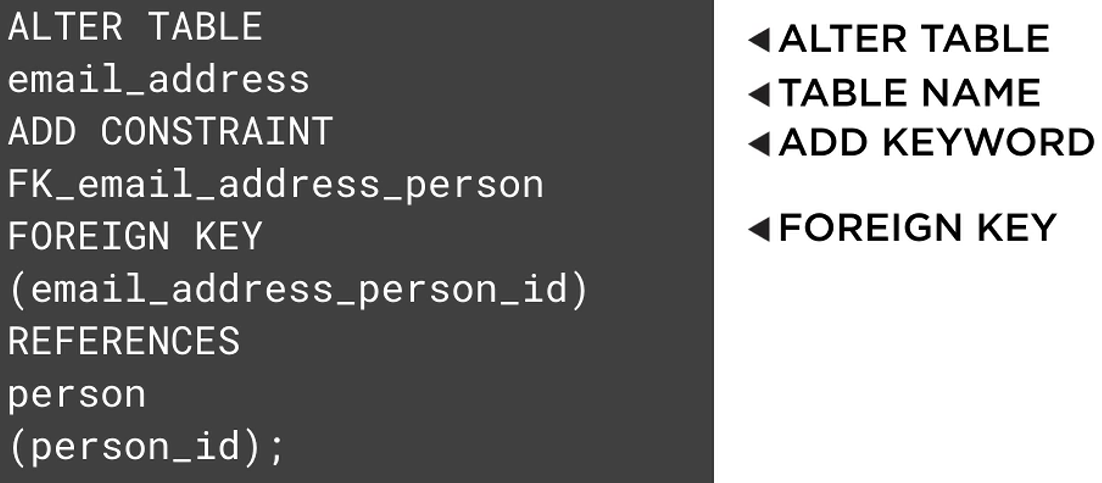 ALTER TABLE
email_address
ADD CONSTRAINT
FK_email_address_person
FOREIGN KEY
(email_address_person_id)
REFERENCES
person
(person_id);
ALTER TABLE
TABLE NAME
ADD KEYWORD
FOREIGN KEY